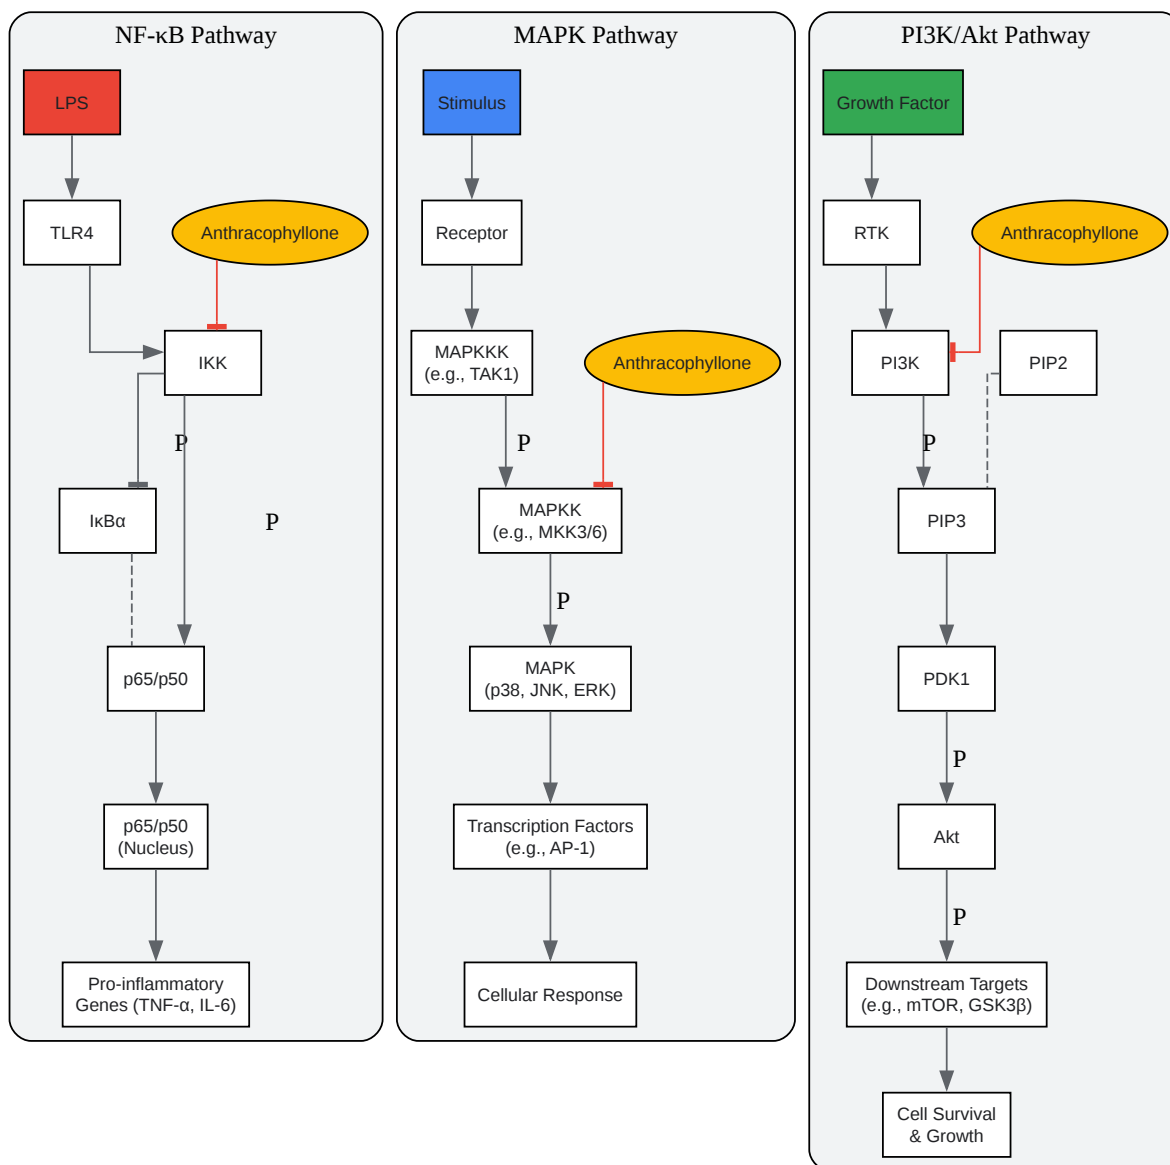 NF-κB Pathway
LPS
TLR4
Anthracophyllone
IKK
P
IκBα
P
p65/p50
p65/p50
(Nucleus)
Pro-inflammatory
Genes (TNF-α, IL-6)
MAPK Pathway
Stimulus
Receptor
MAPKKK
(e.g., TAK1)
Anthracophyllone
P
MAPKK
(e.g., MKK3/6)
P
MAPK
(p38, JNK, ERK)
Transcription Factors
(e.g., AP-1)
Cellular Response
PI3K/Akt Pathway
Growth Factor
RTK
Anthracophyllone
PI3K
PIP2
P
PIP3
PDK1
P
Akt
P
Downstream Targets
(e.g., mTOR, GSK3β)
Cell Survival
& Growth